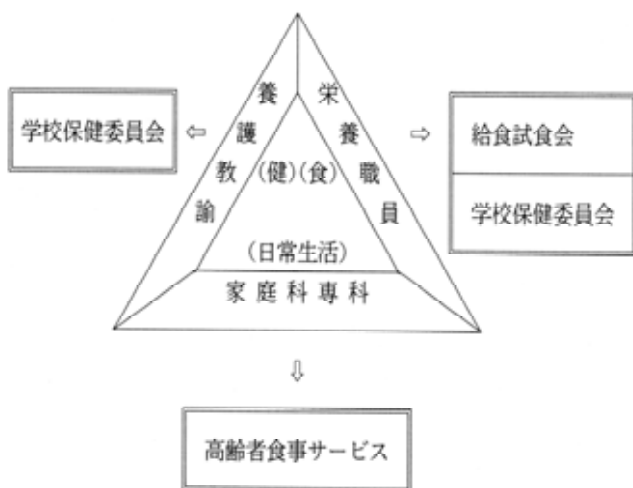 養護教諭
栄養職員
学校保健委員会
⇦
⇨
給食試食会
学校保健委員会
(健)(食)
(日常生活)
家庭科専科
⇩
高齢者食事サービス